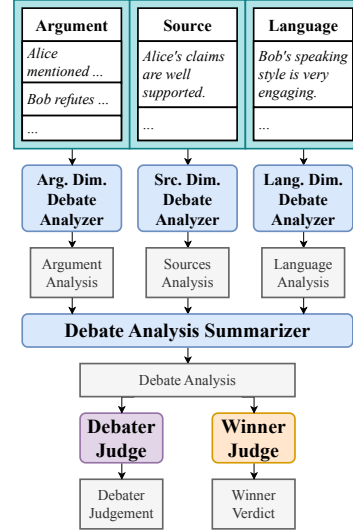 Argument
Alice
mentioned ...
Bob refutes ...
...
Source
Alice's claims
are well
supported.
...
Language
Bob's speaking
style is very
engaging.
...
Arg. Dim.
Debate
Analyzer
Src. Dim.
Debate
Analyzer
Lang. Dim.
Debate
Analyzer
Argument
Analysis
Sources
Analysis
Language
Analysis
Debate Analysis Summarizer
Debate Analysis
Debater
Judge
Winner
Judge
Debater
Judgement
Winner
Verdict